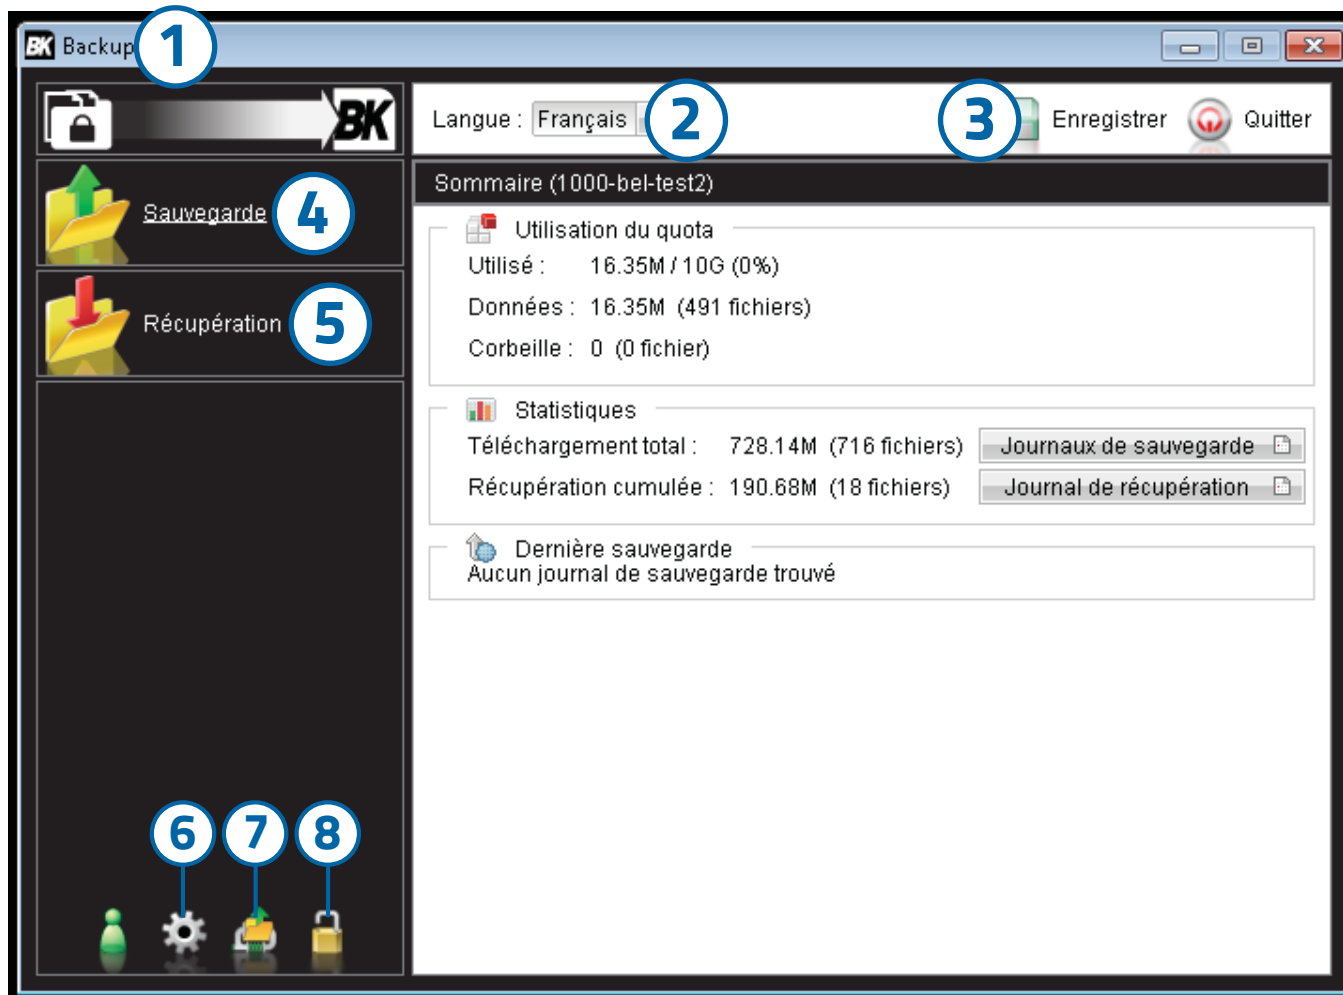 BK Backup 1
BK
Langue : Français 2 3 Enregistrer Quitter
Sauvegarde 4
Récupération 5
Sommaire (1000-bel-test2)
Utilisation du quota
Utilisé : 16.35M / 10G (0%)
Données : 16.35M (491 fichiers)
Corbeille : 0 (0 fichier)
Statistiques
Téléchargement total : 728.14M (716 fichiers) Journaux de sauvegarde
Récupération cumulée : 190.68M (18 fichiers) Journal de récupération
Dernière sauvegarde
Aucun journal de sauvegarde trouvé
6 7 8